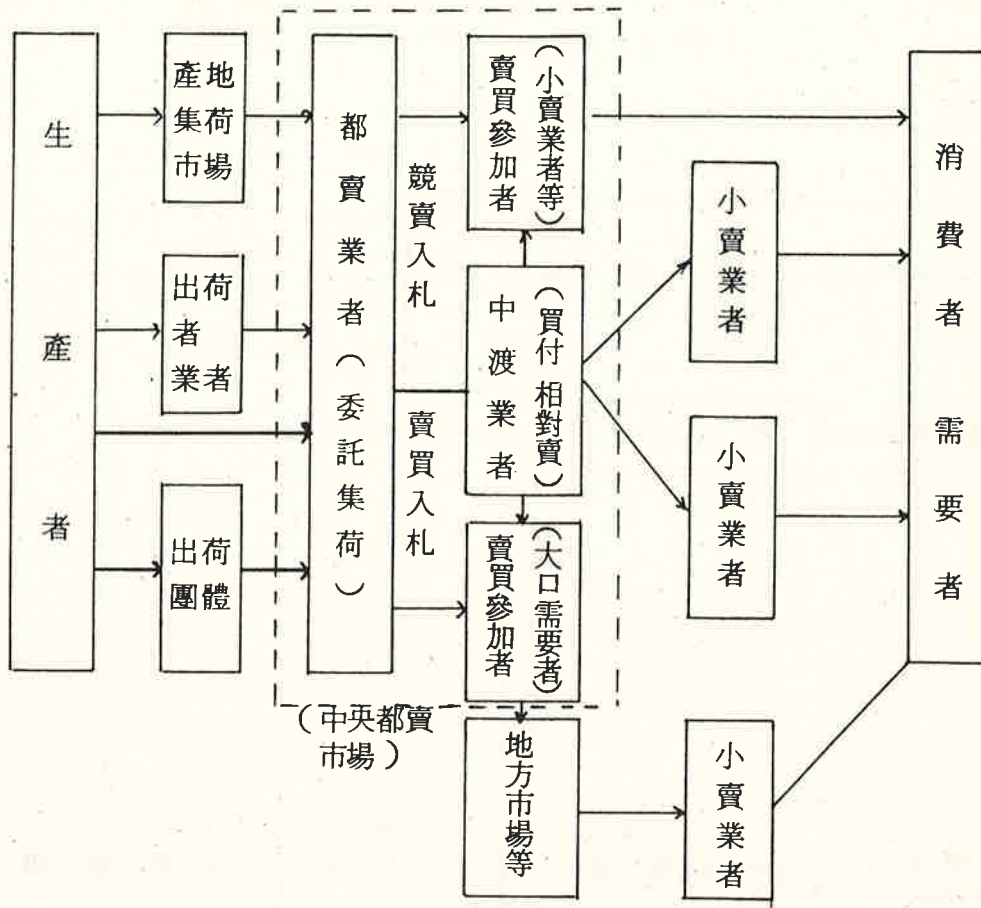 生產者
產地
集荷
市場
出荷
者
業者
出荷
團體
都賣業者(委託集荷)
競賣入札
賣買入札
(小賣業者等)
賣買參加者
(買付相對賣)
中渡業者
(大口需要者)
賣買參加者
(中央都賣
市場)
地方市場等
小賣業者
小賣業者
小賣業者
消費者需要者